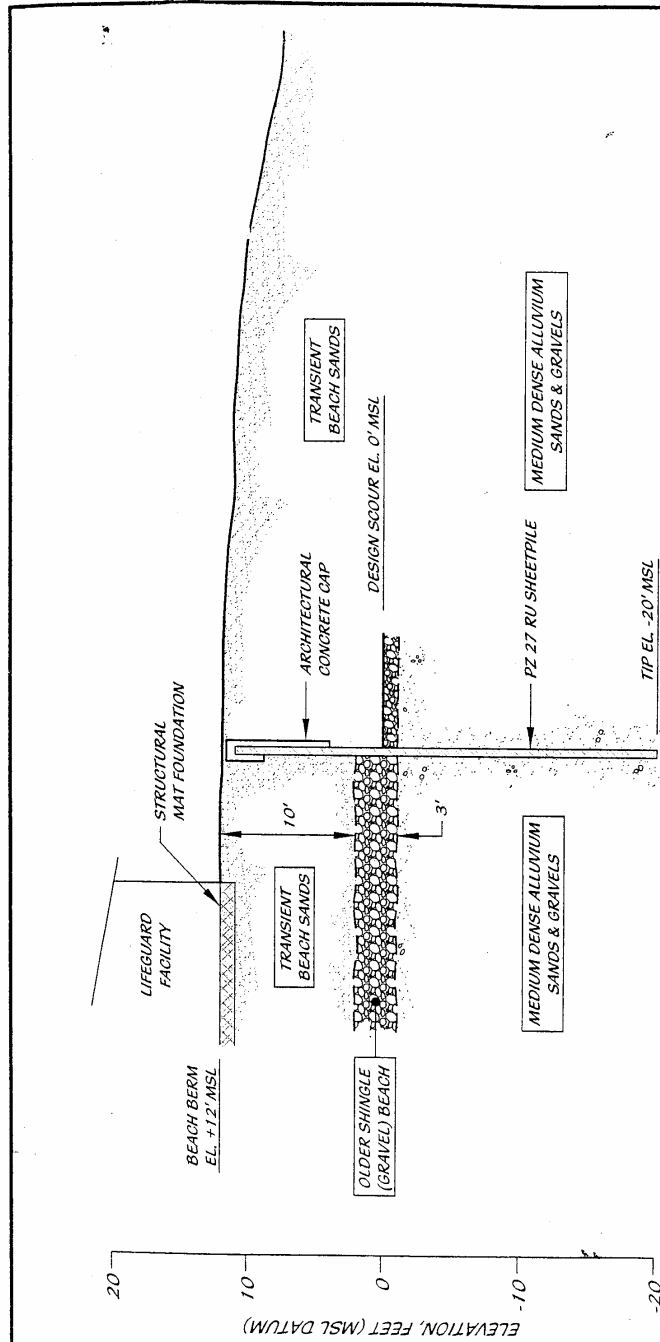 20
10
0
-10
-20
ELEVATION, FEET (MSL DATUM)
BEACH BERM
EL. +12' MSL
LIFEGUARD
FACILITY
STRUCTURAL
MAT FOUNDATION
OLDER SHINGLE
(GRAVEL) BEACH
TRANSIENT
BEACH SANDS
10'
3'
MEDIUM DENSE ALLUVIUM
SANDS & GRAVELS
ARCHITECTURAL
CONCRETE CAP
DESIGN SCOUR EL. 0' MSL
PZ 27 RU SHEETPILE
TIP EL. -20' MSL
TRANSIENT
BEACH SANDS
MEDIUM DENSE ALLUVIUM
SANDS & GRAVELS